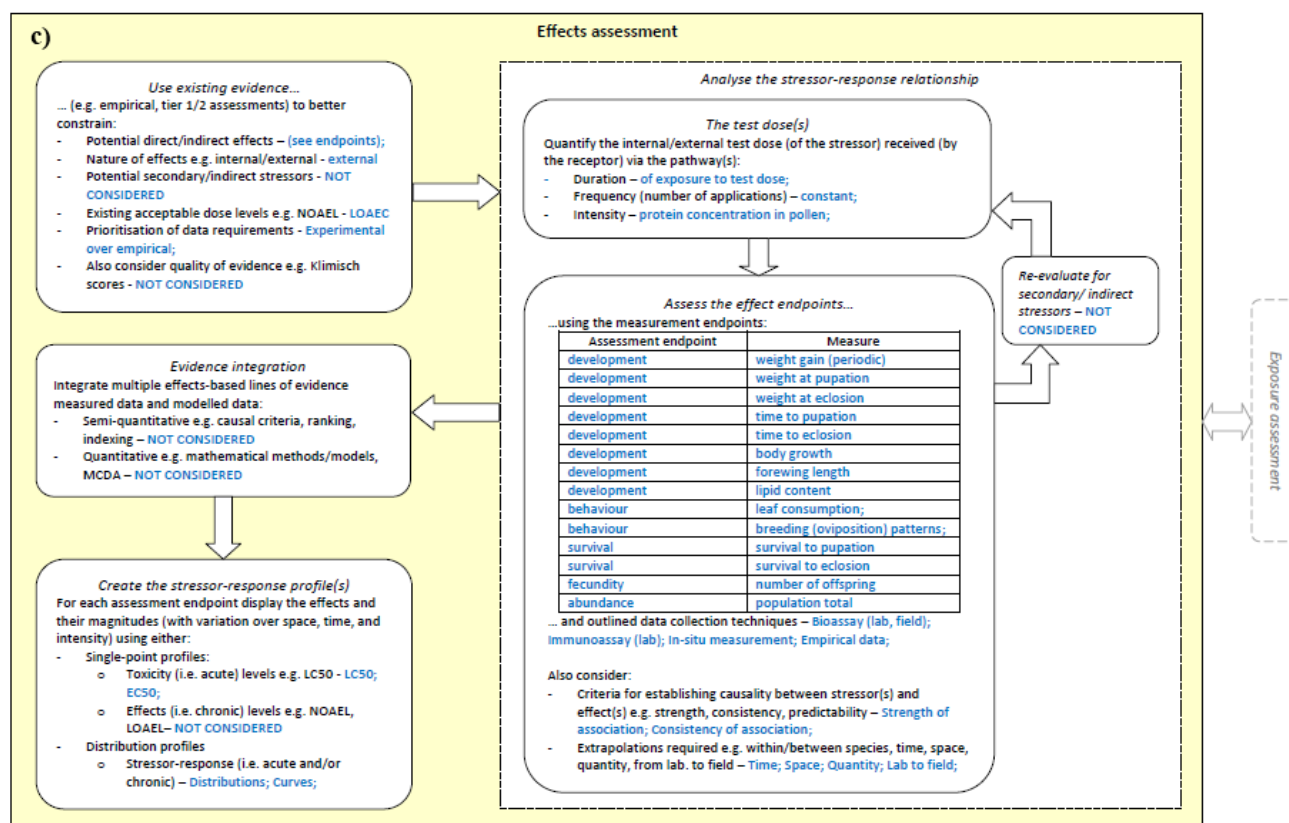 c)
Effects assessment
Use existing evidence...
... (e.g. empirical, tier 1/2 assessments) to better
constrain:
- Potential direct/indirect effects – (see endpoints);
- Nature of effects e.g. internal/external - external
- Potential secondary/indirect stressors - NOT
CONSIDERED
- Existing acceptable dose levels e.g. NOAEL - LOAEC
- Prioritisation of data requirements - Experimental
over empirical;
- Also consider quality of evidence e.g. Klimisch
scores - NOT CONSIDERED
Evidence integration
Integrate multiple effects-based lines of evidence
measured data and modelled data:
- Semi-quantitative e.g. causal criteria, ranking,
indexing – NOT CONSIDERED
- Quantitative e.g. mathematical methods/models,
MCDA – NOT CONSIDERED
Create the stressor-response profile(s)
For each assessment endpoint display the effects and
their magnitudes (with variation over space, time, and
intensity) using either:
- Single-point profiles:
o Toxicity (i.e. acute) levels e.g. LC50 - LC50;
EC50;
o Effects (i.e. chronic) levels e.g. NOAEL,
LOAEL– NOT CONSIDERED
- Distribution profiles
o Stressor-response (i.e. acute and/or
chronic) – Distributions; Curves;
Analyse the stressor-response relationship
The test dose(s)
Quantify the internal/external test dose (of the stressor) received (by
the receptor) via the pathway(s):
- Duration – of exposure to test dose;
- Frequency (number of applications) – constant;
- Intensity – protein concentration in pollen;
Assess the effect endpoints...
...using the measurement endpoints:
Assessment endpoint Measure
development weight gain (periodic)
development weight at pupation
development weight at eclosion
development time to pupation
development time to eclosion
development body growth
development forewing length
development lipid content
behaviour leaf consumption;
behaviour breeding (oviposition) patterns;
survival survival to pupation
survival survival to eclosion
fecundity number of offspring
abundance population total
... and outlined data collection techniques – Bioassay (lab, field);
Immunoassay (lab); In-situ measurement; Empirical data;
Also consider:
- Criteria for establishing causality between stressor(s) and
effect(s) e.g. strength, consistency, predictability – Strength of
association; Consistency of association;
- Extrapolations required e.g. within/between species, time, space,
quantity, from lab. to field – Time; Space; Quantity; Lab to field;
Re-evaluate for
secondary/ indirect
stressors – NOT
CONSIDERED
Exposure assessment